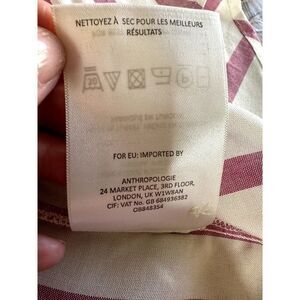 NETTOYEZ À SEC POUR LES MEILLEURS
RÉSULTATS
FOR EU: IMPORTED BY
ANTHROPOLOGIE
24 MARKET PLACE, 3RD FLOOR,
LONDON, UK W1W8AN
CIF: VAT No. GB 684936382
OB848354